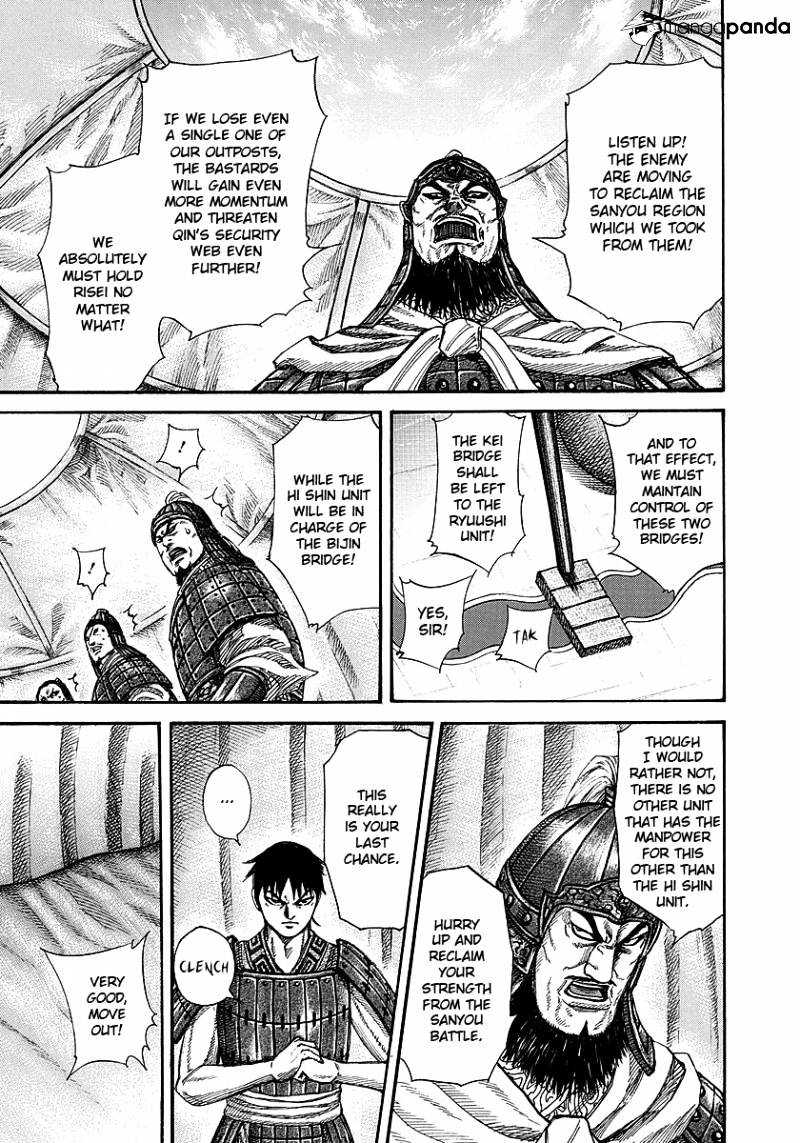 mangapanda
LISTEN UP!
THE ENEMY
ARE MOVING
TO RECLAIM
THE
SANYOU REGION
WHICH WE TOOK
FROM THEM!
IF WE LOSE EVEN
A SINGLE ONE OF
OUR OUTPOSTS,
THE BASTARDS
WILL GAIN EVEN
MORE MOMENTUM
AND THREATEN
QIN'S SECURITY
WEB EVEN
FURTHER!
WE
ABSOLUTELY
MUST HOLD
RISEI NO
MATTER
WHAT!
AND TO
THAT EFFECT,
WE MUST
MAINTAIN
CONTROL OF
THESE TWO
BRIDGES!
THE KEI
BRIDGE
SHALL
BE LEFT
TO THE
RYUUSHI
UNIT!
TAK
YES,
SIR!
WHILE THE
HI SHIN UNIT
WILL BE IN
CHARGE OF
THE BIJIN
BRIDGE!
!
!
THOUGH
I WOULD
RATHER NOT,
THERE IS NO
OTHER UNIT
THAT HAS THE
MANPOWER
FOR THIS
OTHER THAN
THE HI SHIN
UNIT.
HURRY
UP AND
RECLAIM
YOUR
STRENGTH
FROM THE
SANYOU
BATTLE.
THIS
REALLY
IS YOUR
LAST
CHANCE.
...
CLENCH
VERY
GOOD,
MOVE
OUT!